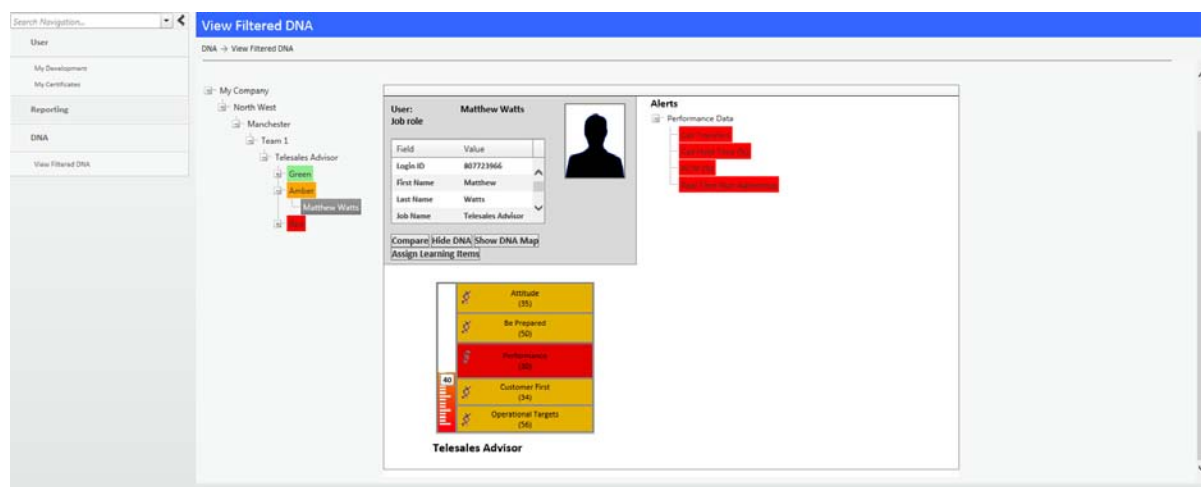 Search Navigation...
User
My Development
My Certificates
Reporting
DNA
View Filtered DNA
View Filtered DNA
DNA → View Filtered DNA
My Company
North West
Manchester
Team 1
Telesales Advisor
Green
Amber
Matthew Watts
Red
User: Matthew Watts
Job role
Field Value
Login ID 807723966
First Name Matthew
Last Name Watts
Job Name Telesales Advisor
Compare Hide DNA Show DNA Map
Assign Learning Items
Alerts
Performance Data
Attitude
(35)
Be Prepared
(50)
Performance
40
Customer First
(34)
Operational Targets
(56)
Telesales Advisor